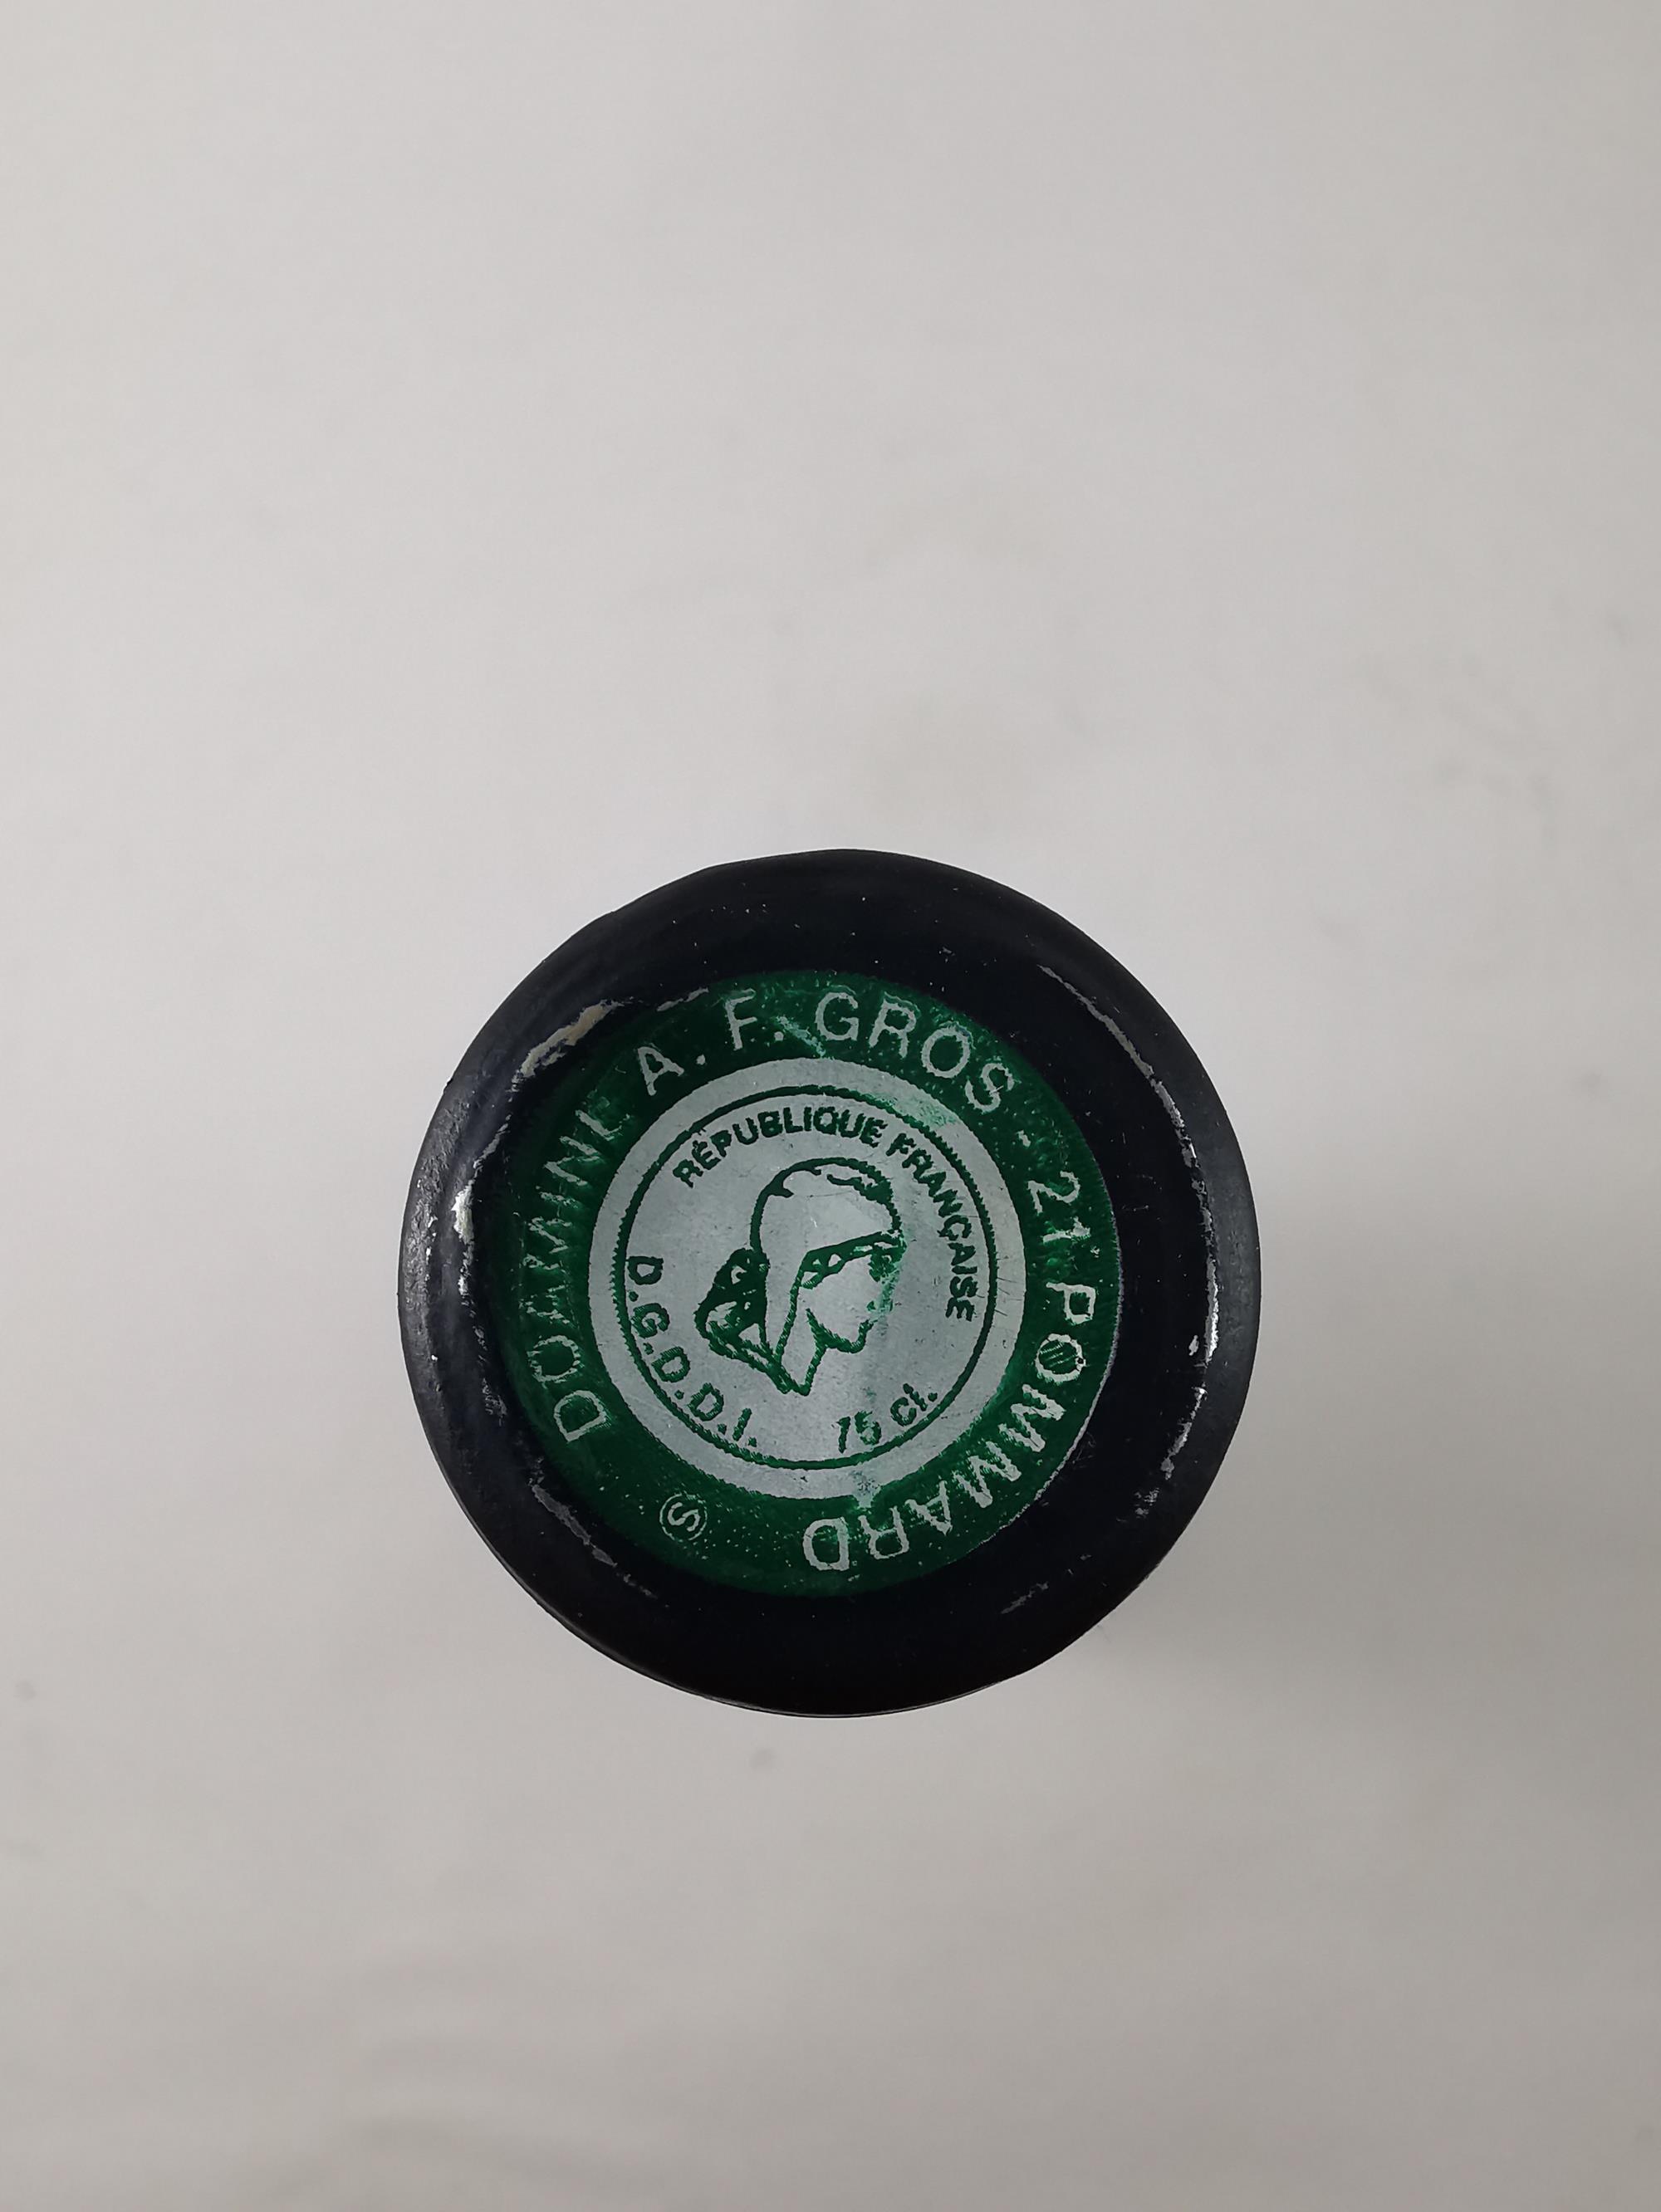 DOMAINE A. F. GROS - 21 POMMARD
Ⓢ
RÉPUBLIQUE FRANÇAISE
D.G.D.D.I. 75 cl.